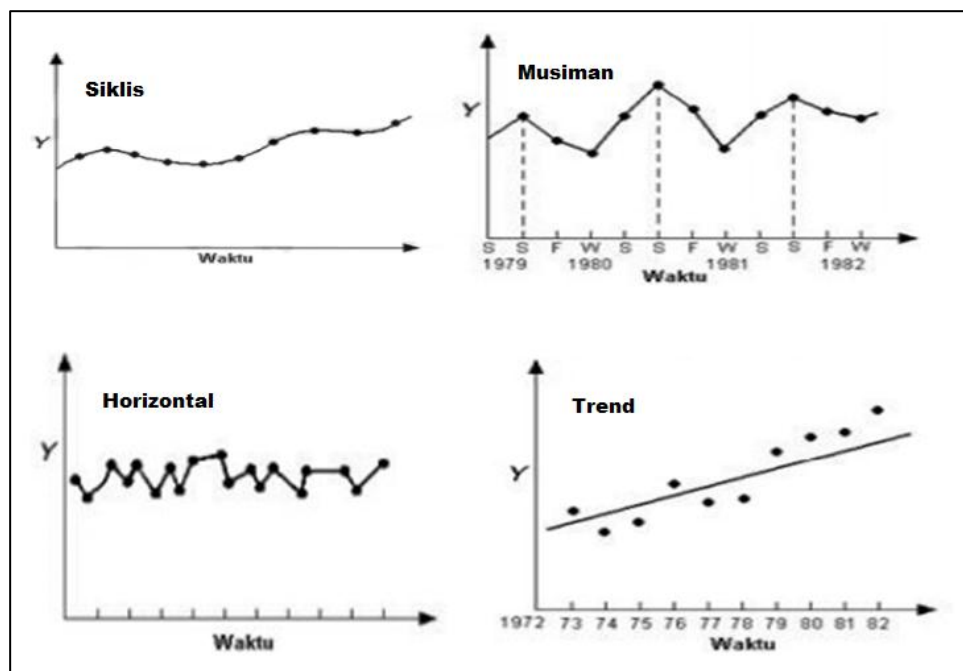 Siklis
Y
Waktu
Musiman
Y
S S F W S S F W S S F W
1979 1980 1981 1982
Waktu
Horizontal
Y
Waktu
Trend
Y
1972 73 74 75 76 77 78 79 80 81 82
Waktu